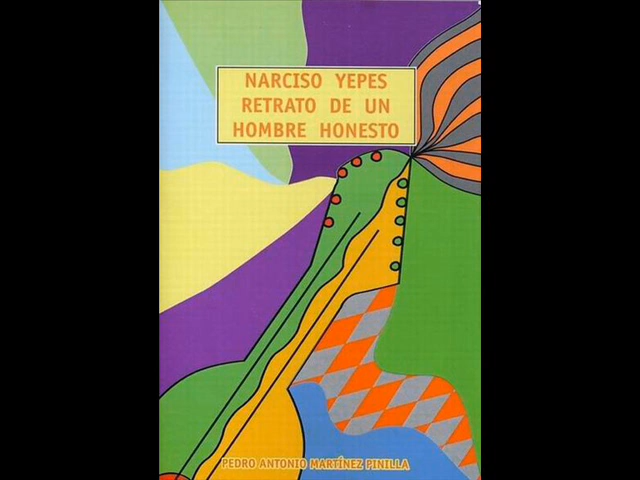 NARCISO YEPES
RETRATO DE UN
HOMBRE HONESTO
PEDRO ANTONIO MARTÍNEZ PINILLA